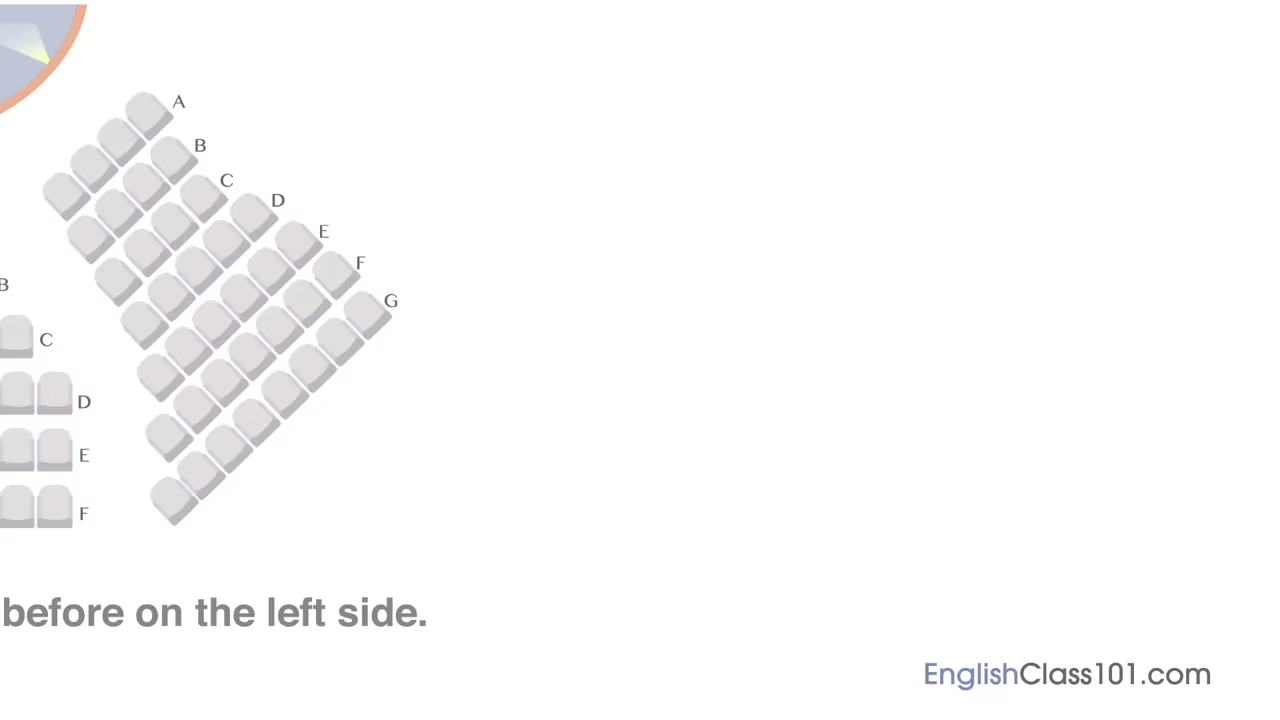 A
B
C
D
E
F
G
B
C
D
E
F
before on the left side.
EnglishClass101.com